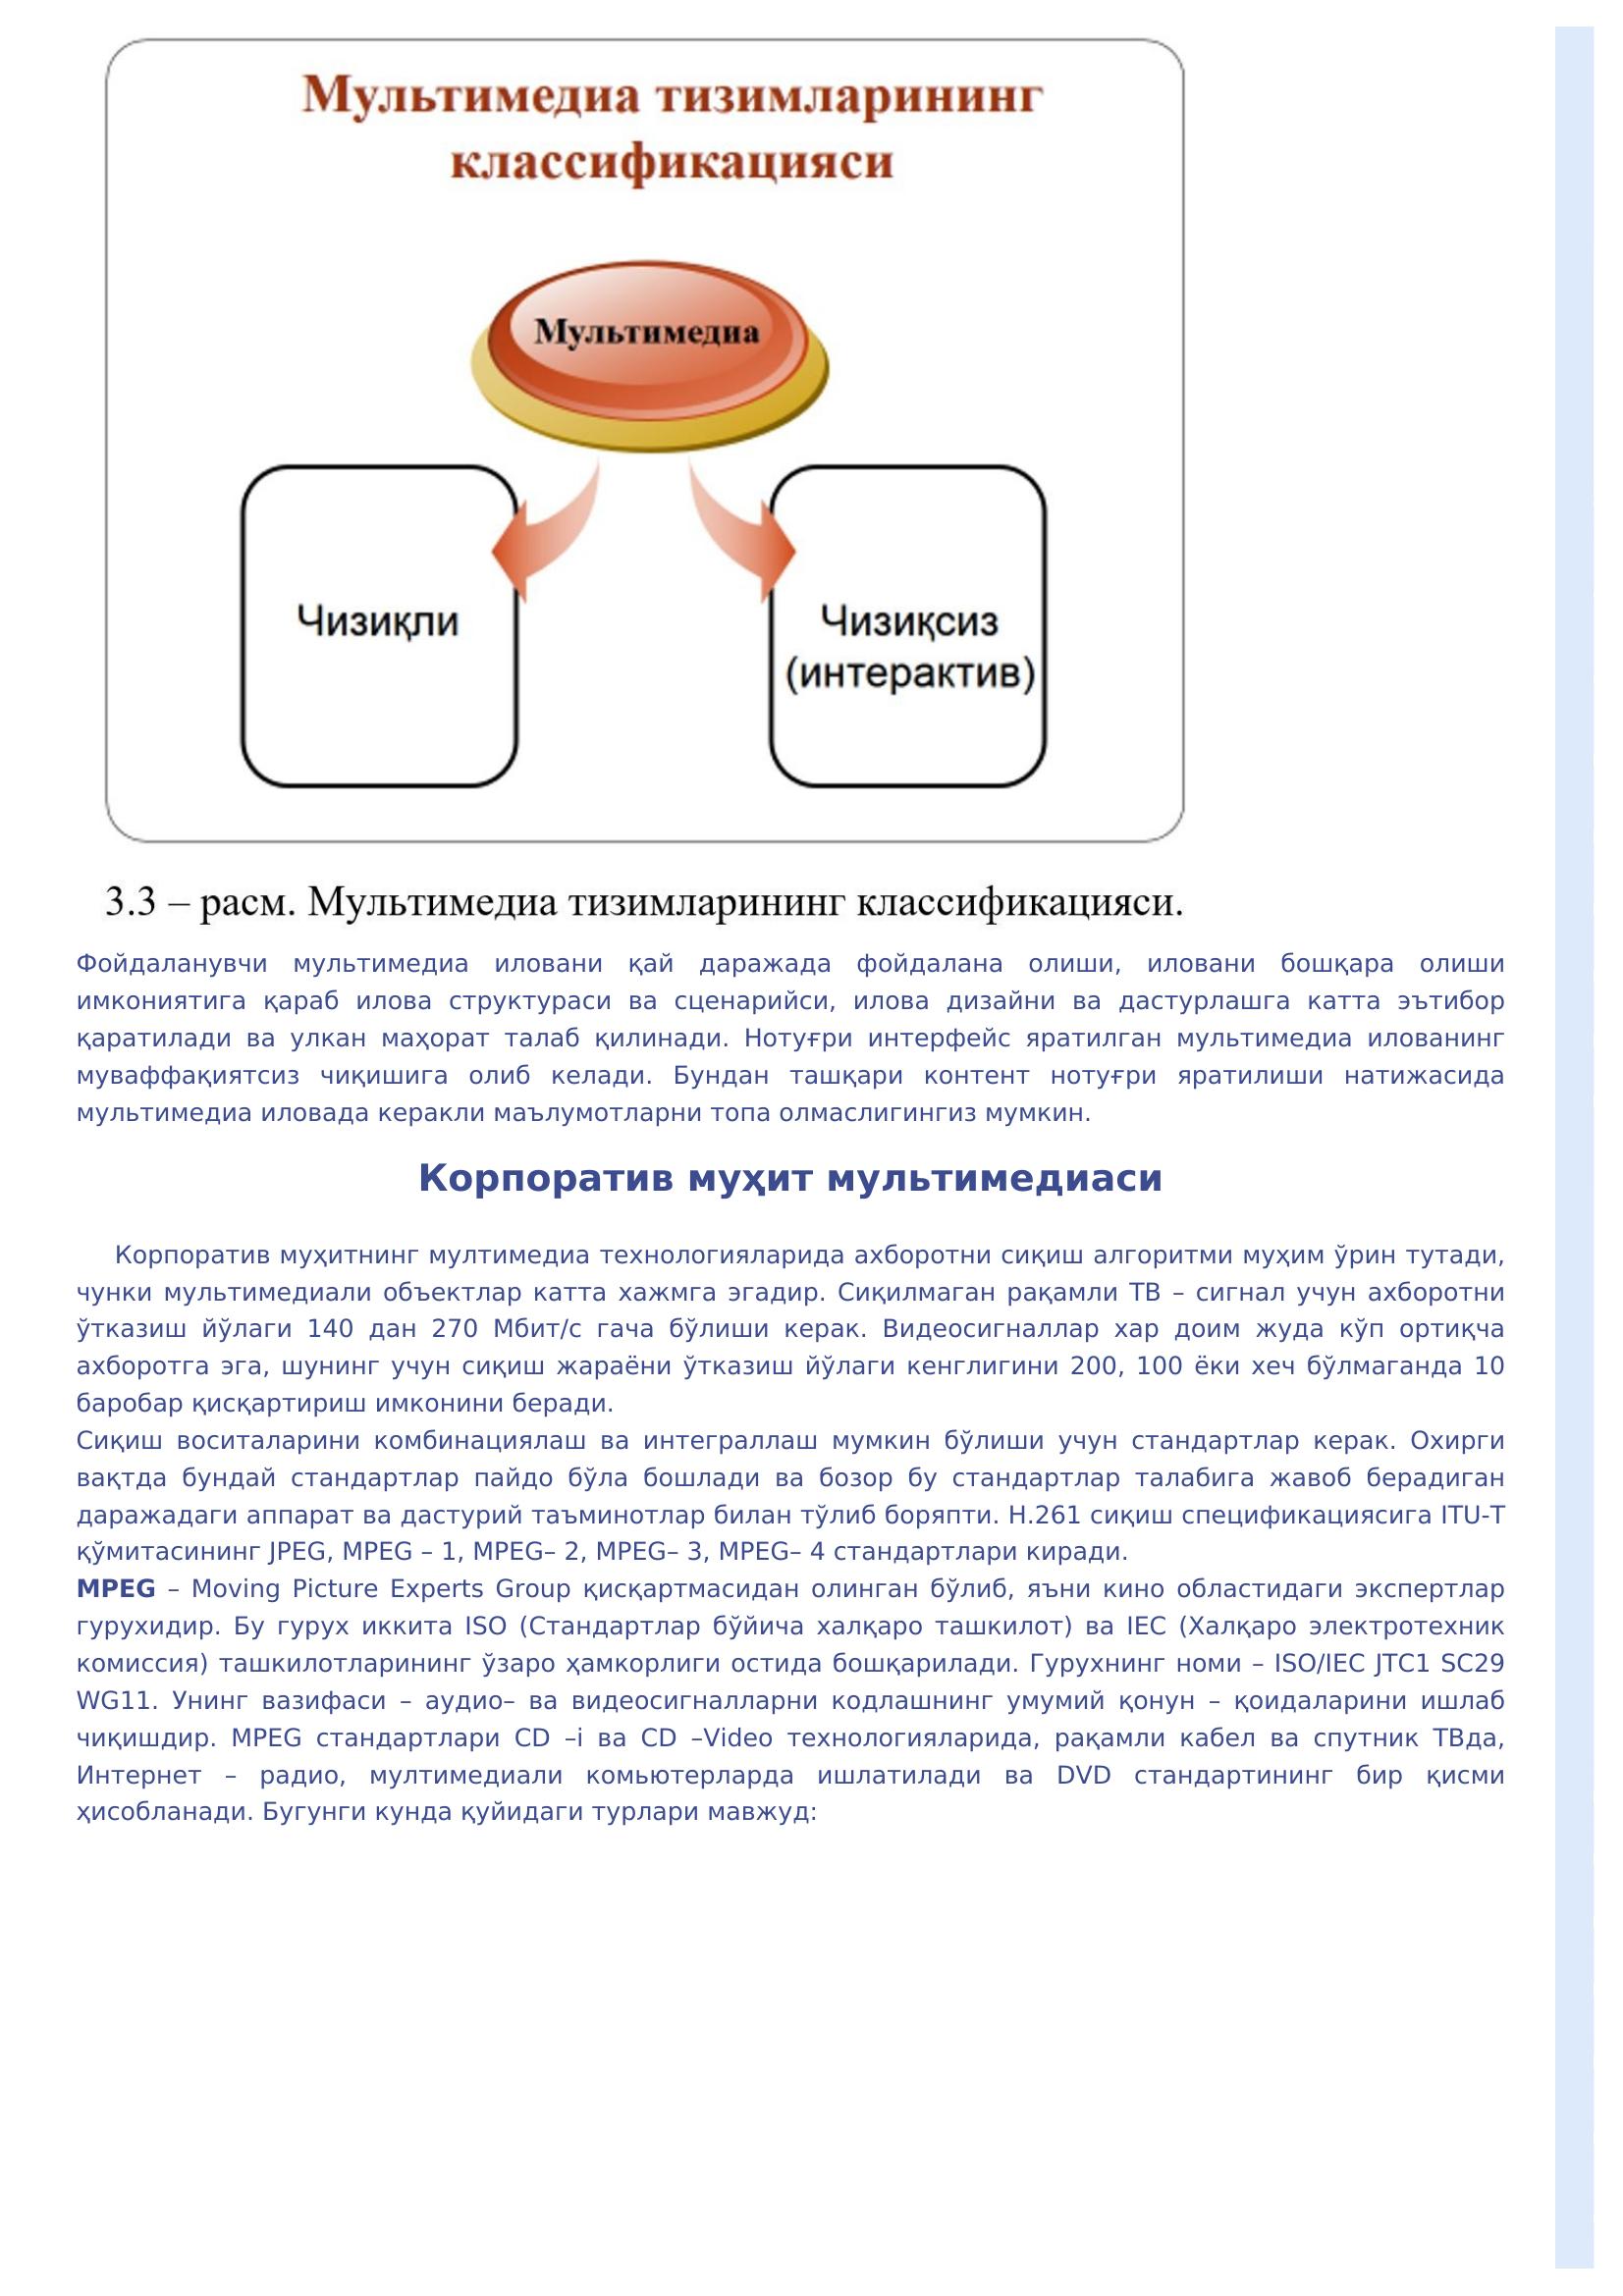 Мультимедиа тизимларининг
классификацияси
Мультимедиа
Чизиқли
Чизиқсиз
(интерактив)
3.3 – расм. Мультимедиа тизимларининг классификацияси.
Фойдаланувчи мультимедиа иловани қай даражада фойдалана олиши, иловани бошқара олиши
имкониятига қараб илова структураси ва сценарийси, илова дизайни ва дастурлашга катта эътибор
қаратилади ва улкан маҳорат талаб қилинади. Нотуғри интерфейс яратилган мультимедиа илованинг
муваффақиятсиз чиқишига олиб келади. Бундан ташқари контент нотуғри яратилиши натижасида
мультимедиа иловада керакли маълумотларни топа олмаслигингиз мумкин.
Корпоратив муҳит мультимедиаси
Корпоратив муҳитнинг мултимедиа технологияларида ахборотни сиқиш алгоритми муҳим ўрин тутади,
чунки мультимедиали объектлар катта хажмга эгадир. Сиқилмаган рақамли ТВ – сигнал учун ахборотни
ўтказиш йўлаги 140 дан 270 Мбит/с гача бўлиши керак. Видеосигналлар хар доим жуда кўп ортиқча
ахборотга эга, шунинг учун сиқиш жараёни ўтказиш йўлаги кенглигини 200, 100 ёки хеч бўлмаганда 10
баробар қисқартириш имконини беради.
Сиқиш воситаларини комбинациялаш ва интеграллаш мумкин бўлиши учун стандартлар керак. Охирги
вақтда бундай стандартлар пайдо бўла бошлади ва бозор бу стандартлар талабига жавоб берадиган
даражадаги аппарат ва дастурий таъминотлар билан тўлиб боряпти. Н.261 сиқиш спецификациясига ITU-T
қўмитасининг JPEG, MPEG – 1, MPEG– 2, MPEG– 3, MPEG– 4 стандартлари киради.
MPEG – Moving Picture Experts Group қисқартмасидан олинган бўлиб, яъни кино областидаги экспертлар
гурухидир. Бу гурух иккита ISO (Стандартлар бўйича халқаро ташкилот) ва IEC (Халқаро электротехник
комиссия) ташкилотларининг ўзаро ҳамкорлиги остида бошқарилади. Гурухнинг номи – ISO/IEC JTC1 SC29
WG11. Унинг вазифаси – аудио– ва видеосигналларни кодлашнинг умумий қонун – қоидаларини ишлаб
чиқишдир. MPEG стандартлари CD –i ва CD –Video технологияларида, рақамли кабел ва спутник ТВда,
Интернет – радио, мултимедиали комьютерларда ишлатилади ва DVD стандартининг бир қисми
ҳисобланади. Бугунги кунда қуйидаги турлари мавжуд: